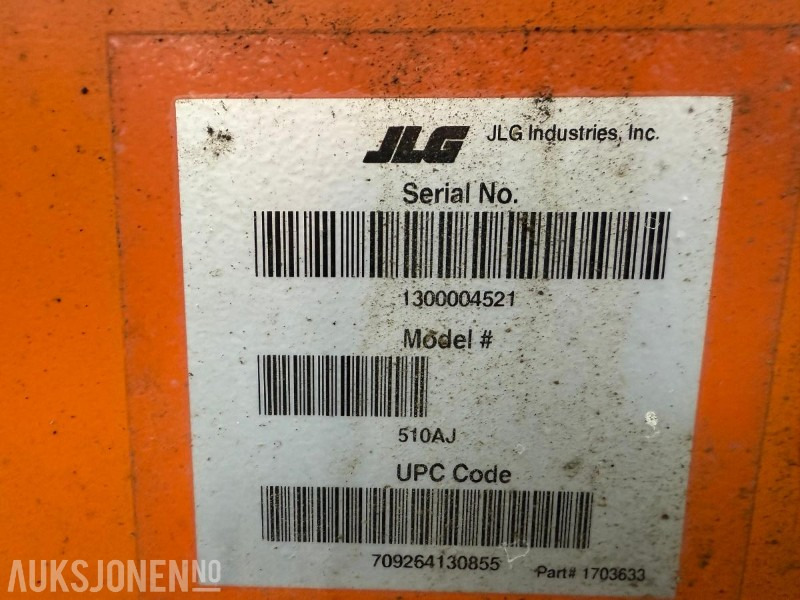 JLG JLG Industries, Inc.
Serial No.
1300004521
Model #
510AJ
UPC Code
709264130855
Part# 1703633
AUKSJONEN.NO